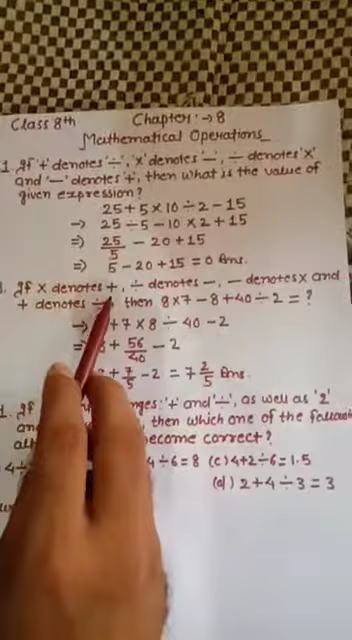 Class 8th Chapter :→ 8
Mathematical Operations
1. If '+' denotes '÷', 'x' denotes '−', ÷ denotes 'x'
and '−' denotes '+', then what is the value of
given expression?
25+5×10÷2−15
→ 25÷5−10×2+15
⇒ 25/5 − 20+15
⇒ 5−20+15 = 0 Ans.
If x denotes +, ÷ denotes −, − denotes x and
+ denotes ÷, then 8×7−8+40÷2 = ?
→ +7×8÷40−2
⇒ + 56/40 − 2
+ 7/5 − 2 = 7 2/5 Ans.
1. If nges: '+' and '÷', as well as '2'
, then which one of the
become correct?
4÷6=8 (c) 4+2÷6=1.5
(d) 2+4÷3=3